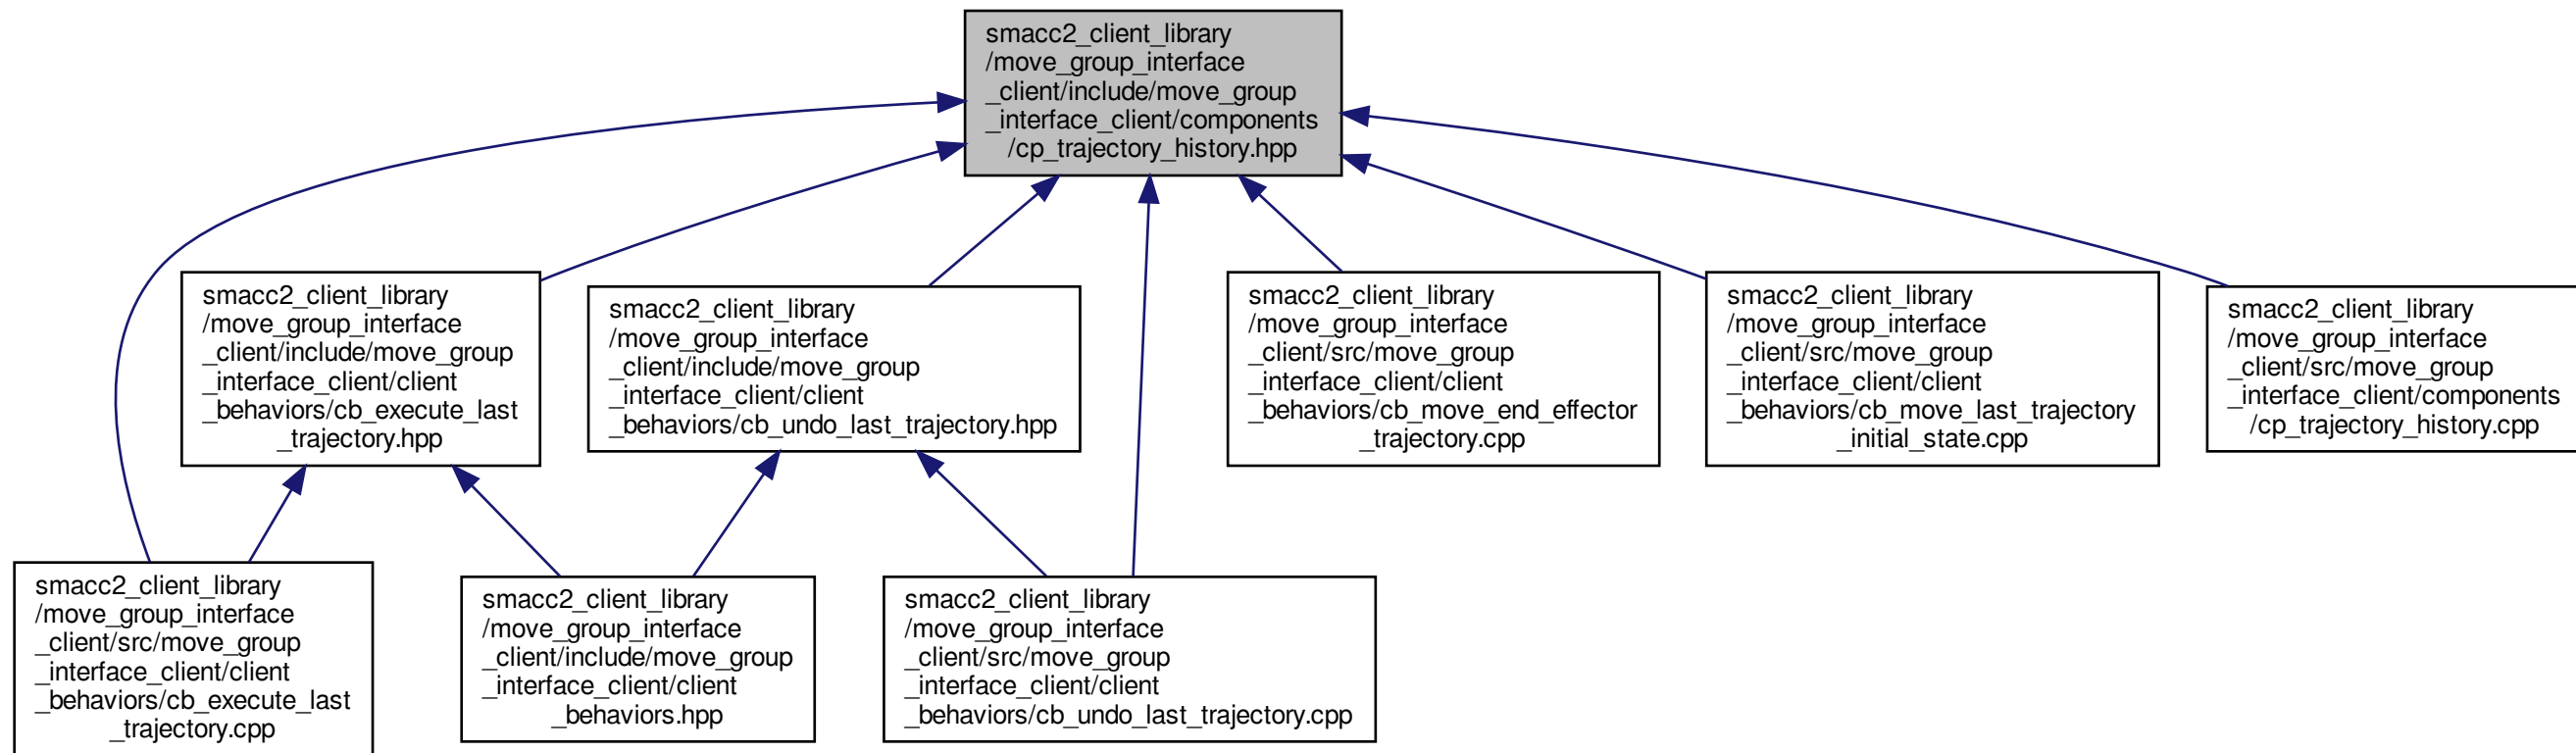 smacc2_client_library
/move_group_interface
_client/include/move_group
_interface_client/components
/cp_trajectory_history.hpp
smacc2_client_library
/move_group_interface
_client/include/move_group
_interface_client/client
_behaviors/cb_execute_last
_trajectory.hpp
smacc2_client_library
/move_group_interface
_client/include/move_group
_interface_client/client
_behaviors/cb_undo_last_trajectory.hpp
smacc2_client_library
/move_group_interface
_client/src/move_group
_interface_client/client
_behaviors/cb_move_end_effector
_trajectory.cpp
smacc2_client_library
/move_group_interface
_client/src/move_group
_interface_client/client
_behaviors/cb_move_last_trajectory
_initial_state.cpp
smacc2_client_library
/move_group_interface
_client/src/move_group
_interface_client/components
/cp_trajectory_history.cpp
smacc2_client_library
/move_group_interface
_client/src/move_group
_interface_client/client
_behaviors/cb_execute_last
_trajectory.cpp
smacc2_client_library
/move_group_interface
_client/include/move_group
_interface_client/client
_behaviors.hpp
smacc2_client_library
/move_group_interface
_client/src/move_group
_interface_client/client
_behaviors/cb_undo_last_trajectory.cpp